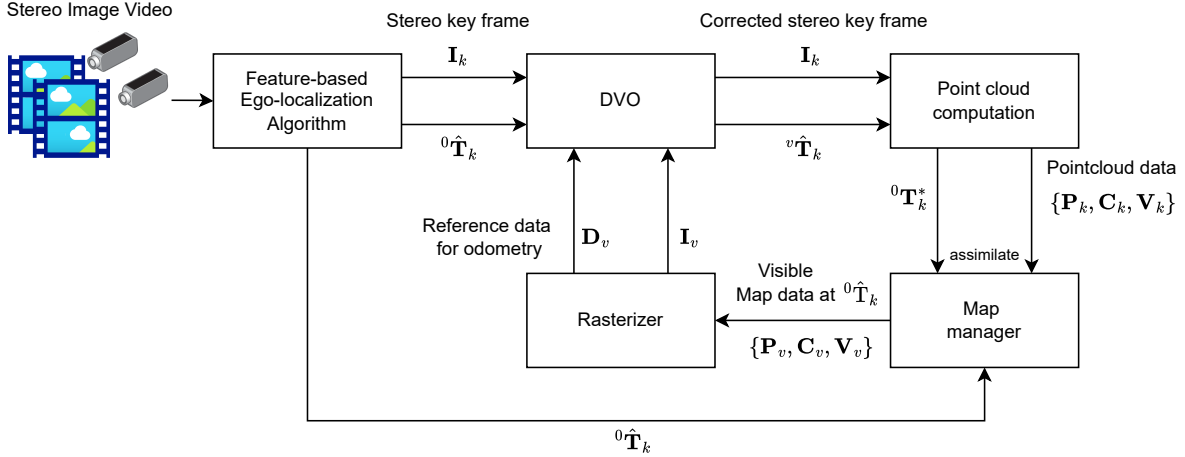 Stereo Image Video
Feature-based
Ego-localization
Algorithm
Stereo key frame
I_k
^0T̂_k
DVO
Corrected stereo key frame
I_k
^vT̂_k
Point cloud
computation
^0T^*_k
Pointcloud data
{P_k, C_k, V_k}
assimilate
Map
manager
Visible
Map data at ^0T̂_k
{P_v, C_v, V_v}
Rasterizer
Reference data
for odometry
D_v
I_v
^0T̂_k